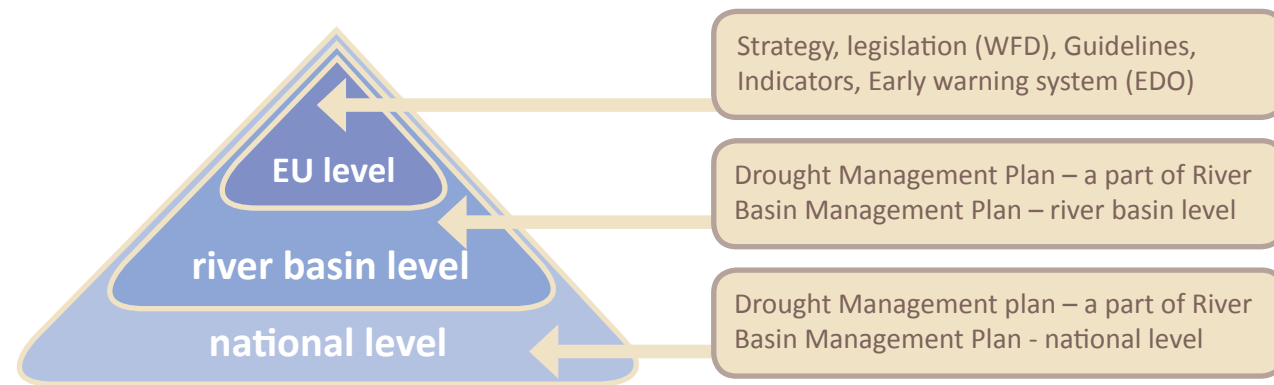 Strategy, legislation (WFD), Guidelines,
Indicators, Early warning system (EDO)
EU level
Drought Management Plan – a part of River
Basin Management Plan – river basin level
river basin level
Drought Management plan – a part of River
Basin Management Plan - national level
national level